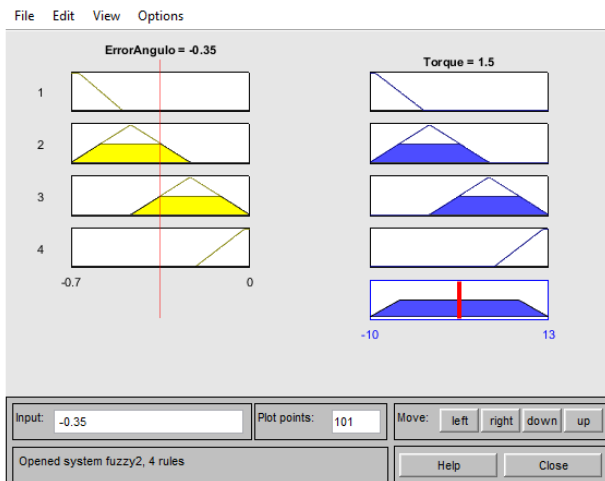 File Edit View Options
ErrorAngulo = -0.35
Torque = 1.5
1
2
3
4
-0.7 0
-10 13
Input: -0.35 Plot points: 101 Move: left right down up
Opened system fuzzy2, 4 rules Help Close